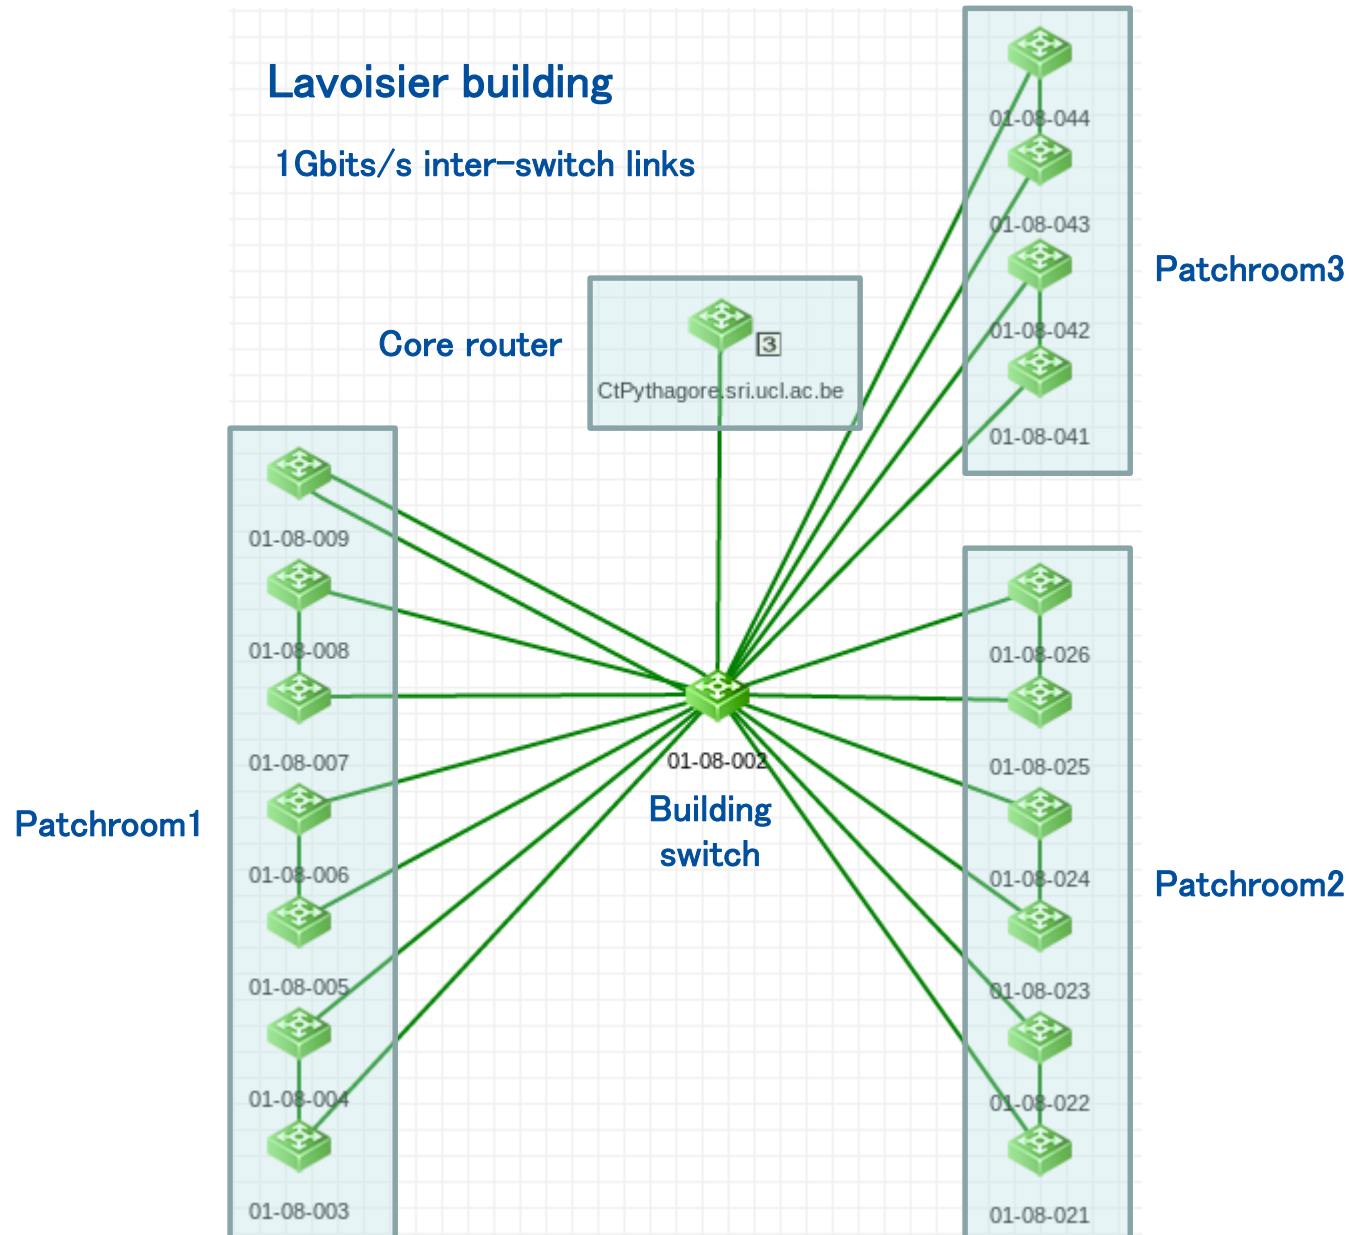 Lavoisier building
1Gbits/s inter-switch links
Core router
3
CtPythagore.sri.ucl.ac.be
01-08-044
01-08-043
01-08-042
01-08-041
Patchroom3
01-08-009
01-08-008
01-08-007
01-08-006
01-08-005
01-08-004
01-08-003
Patchroom1
01-08-002
Building
switch
01-08-026
01-08-025
01-08-024
01-08-023
01-08-022
01-08-021
Patchroom2